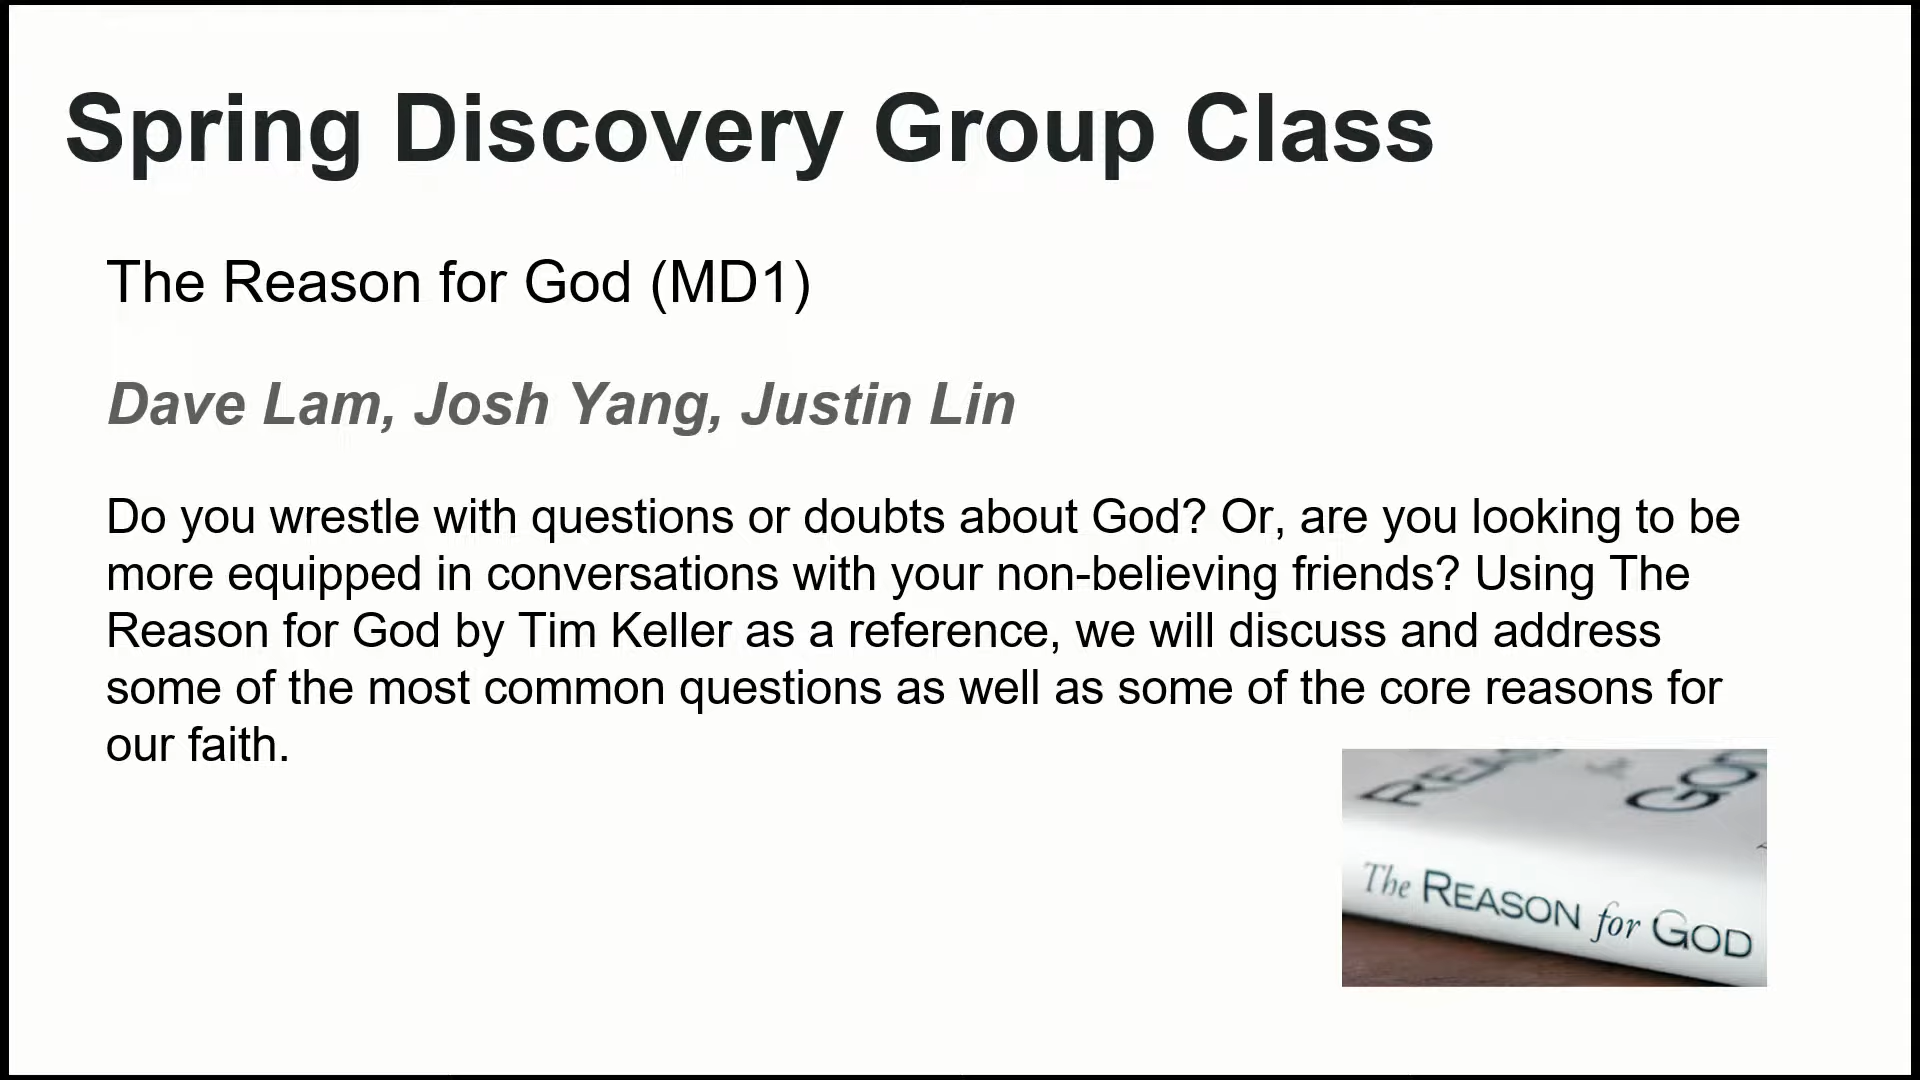 Spring Discovery Group Class
The Reason for God (MD1)
Dave Lam, Josh Yang, Justin Lin
Do you wrestle with questions or doubts about God? Or, are you looking to be
more equipped in conversations with your non-believing friends? Using The
Reason for God by Tim Keller as a reference, we will discuss and address
some of the most common questions as well as some of the core reasons for
our faith.
The REASON for GOD